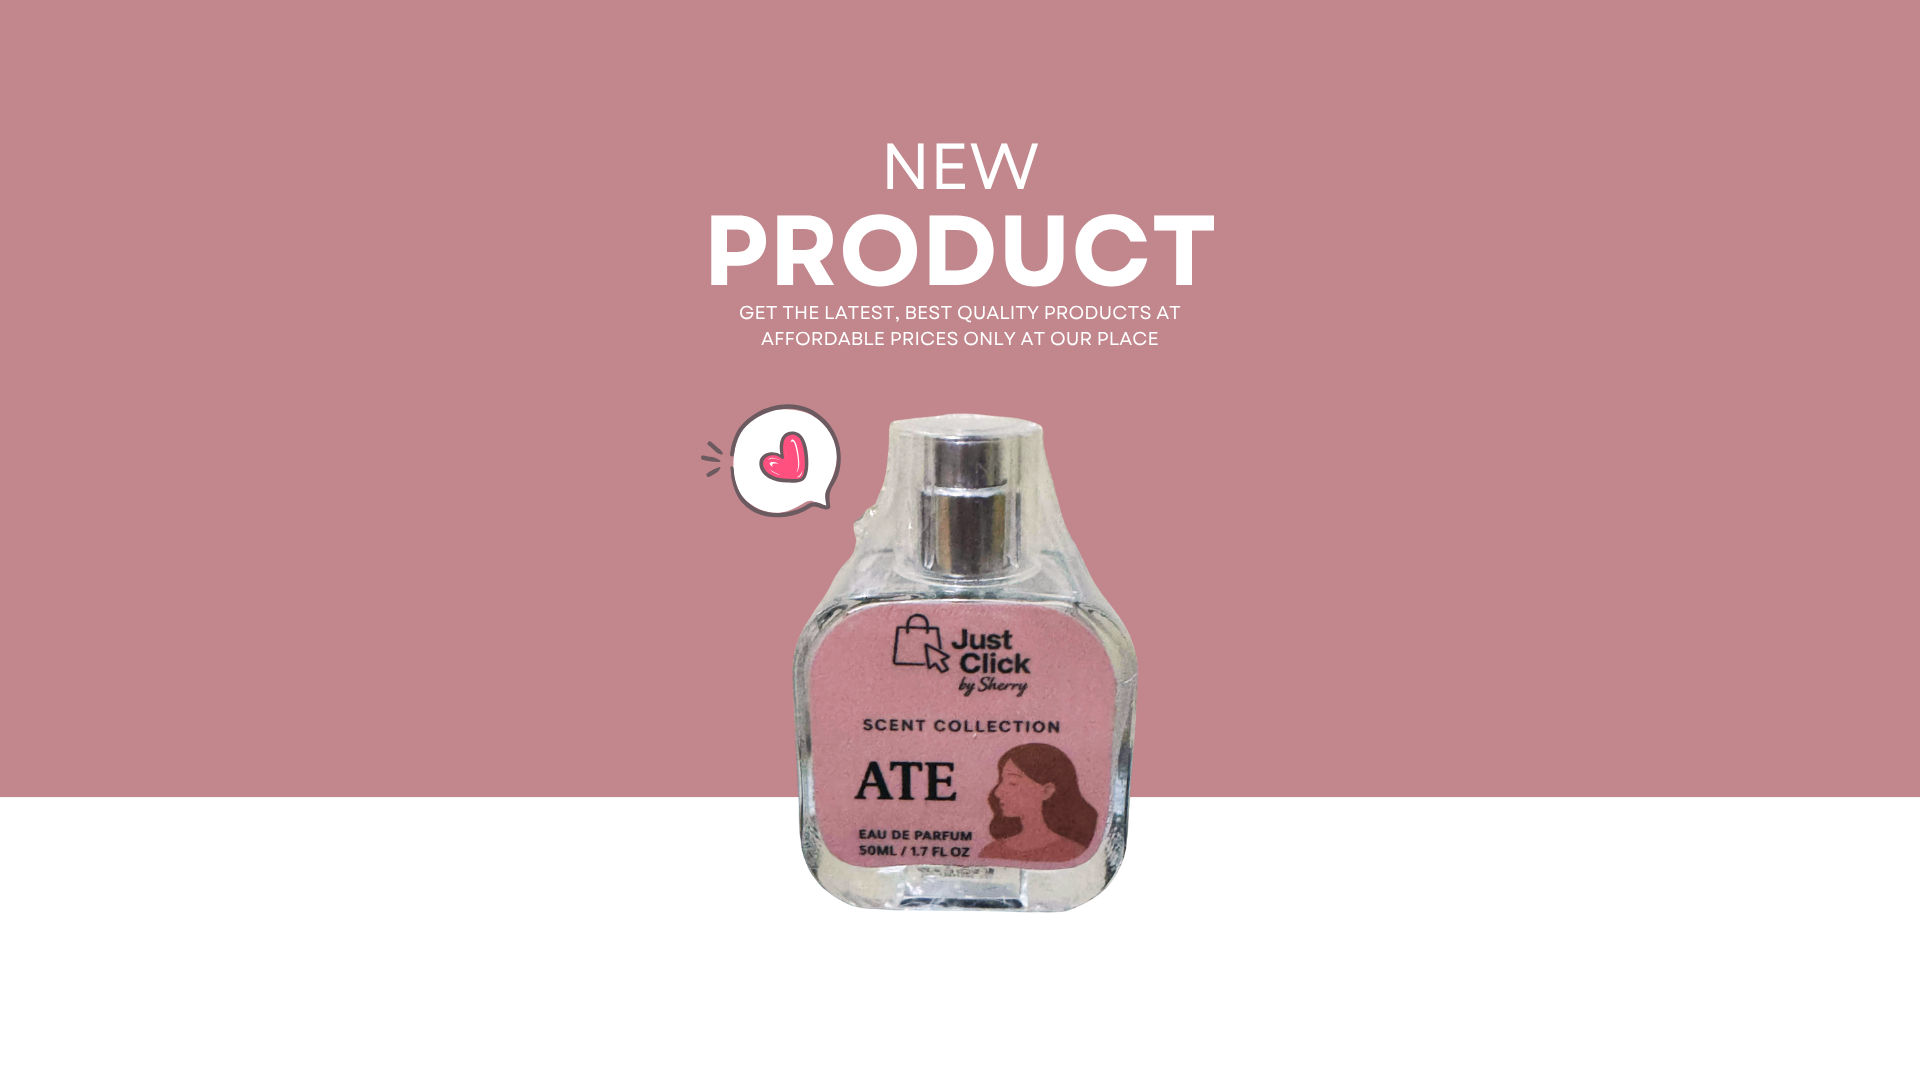 NEW
PRODUCT
GET THE LATEST, BEST QUALITY PRODUCTS AT
AFFORDABLE PRICES ONLY AT OUR PLACE
Just
Click
by Sherry
SCENT COLLECTION
ATE
EAU DE PARFUM
50ML / 1.7 FL OZ